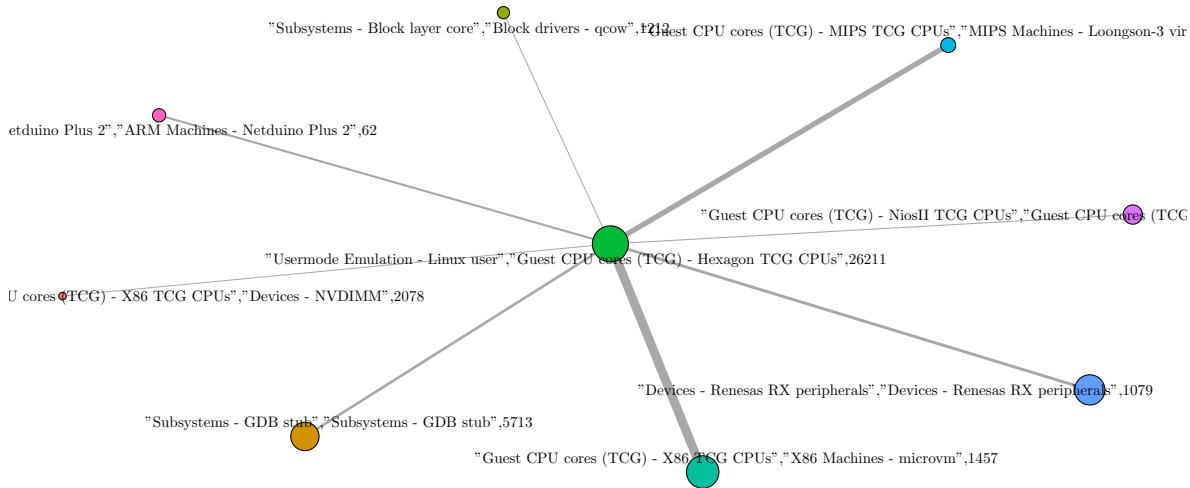 "Subsystems - Block layer core","Block drivers - qcow",1212
"Guest CPU cores (TCG) - MIPS TCG CPUs","MIPS Machines - Loongson-3 vir
etduino Plus 2","ARM Machines - Netduino Plus 2",62
"Guest CPU cores (TCG) - NiosII TCG CPUs","Guest CPU cores (TCG
"Usermode Emulation - Linux user","Guest CPU cores (TCG) - Hexagon TCG CPUs",26211
U cores (TCG) - X86 TCG CPUs","Devices - NVDIMM",2078
"Devices - Renesas RX peripherals","Devices - Renesas RX peripherals",1079
"Subsystems - GDB stub","Subsystems - GDB stub",5713
"Guest CPU cores (TCG) - X86 TCG CPUs","X86 Machines - microvm",1457